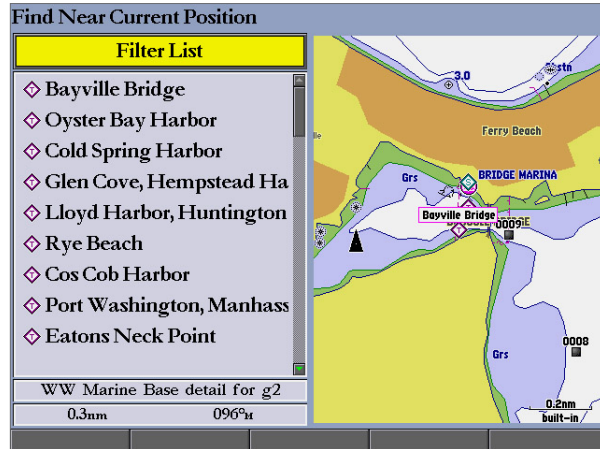 Find Near Current Position
Filter List
Bayville Bridge
Oyster Bay Harbor
Cold Spring Harbor
Glen Cove, Hempstead Ha
Lloyd Harbor, Huntington
Rye Beach
Cos Cob Harbor
Port Washington, Manhass
Eatons Neck Point
WW Marine Base detail for g2
0.3nm 096°M
3.0
Ferry Beach
Grs
BRIDGE MARINA
Bayville Bridge
0009
0008
Grs
0.2nm
built-in